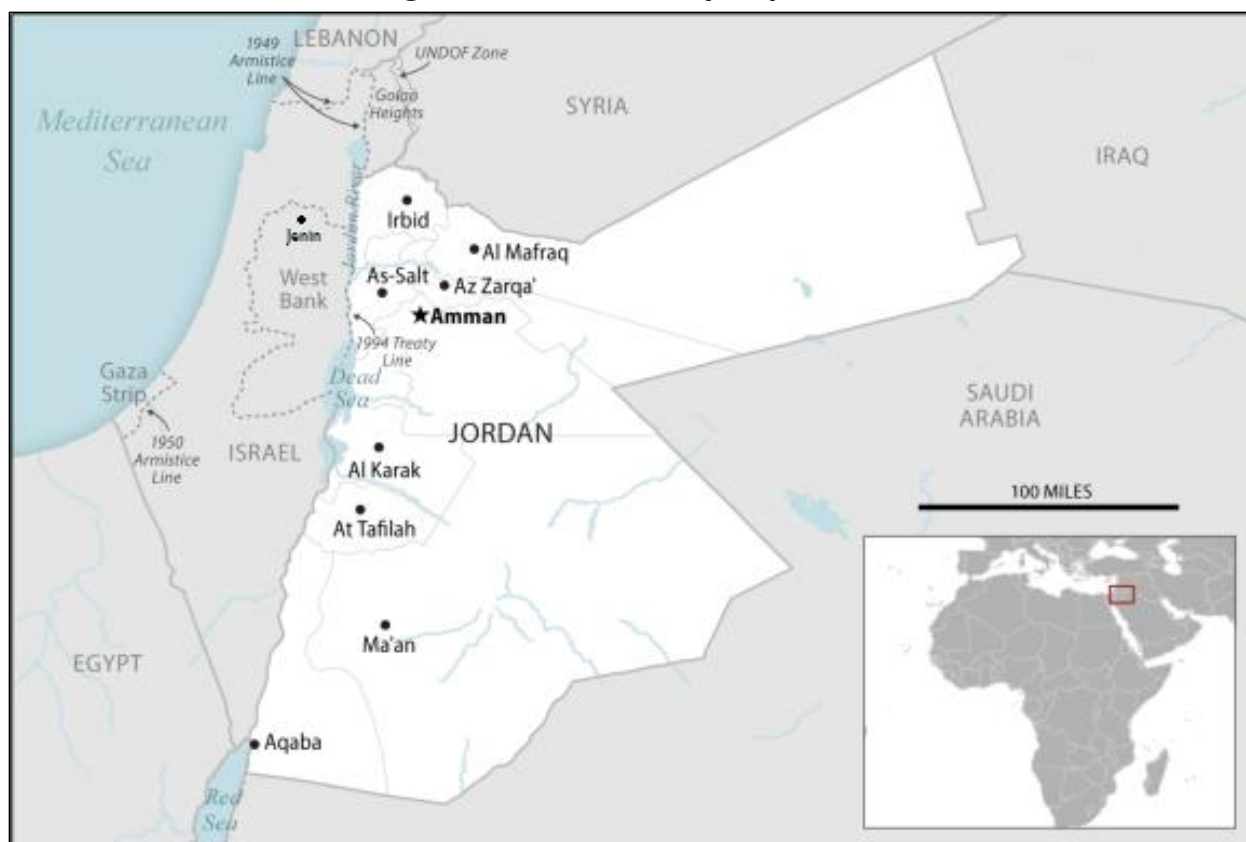 LEBANON
1949
Armistice
Line
UNDOF Zone
Golan
Heights
SYRIA
Mediterranean
Sea
IRAQ
Jordan River
Irbid
Jenin
Al Mafraq
West
Bank
As-Salt
Az Zarqa'
Amman
1994 Treaty
Line
Gaza
Strip
Dead
Sea
SAUDI
ARABIA
1950
Armistice
Line
ISRAEL
JORDAN
Al Karak
100 MILES
At Tafilah
Ma'an
EGYPT
Aqaba
Red
Sea